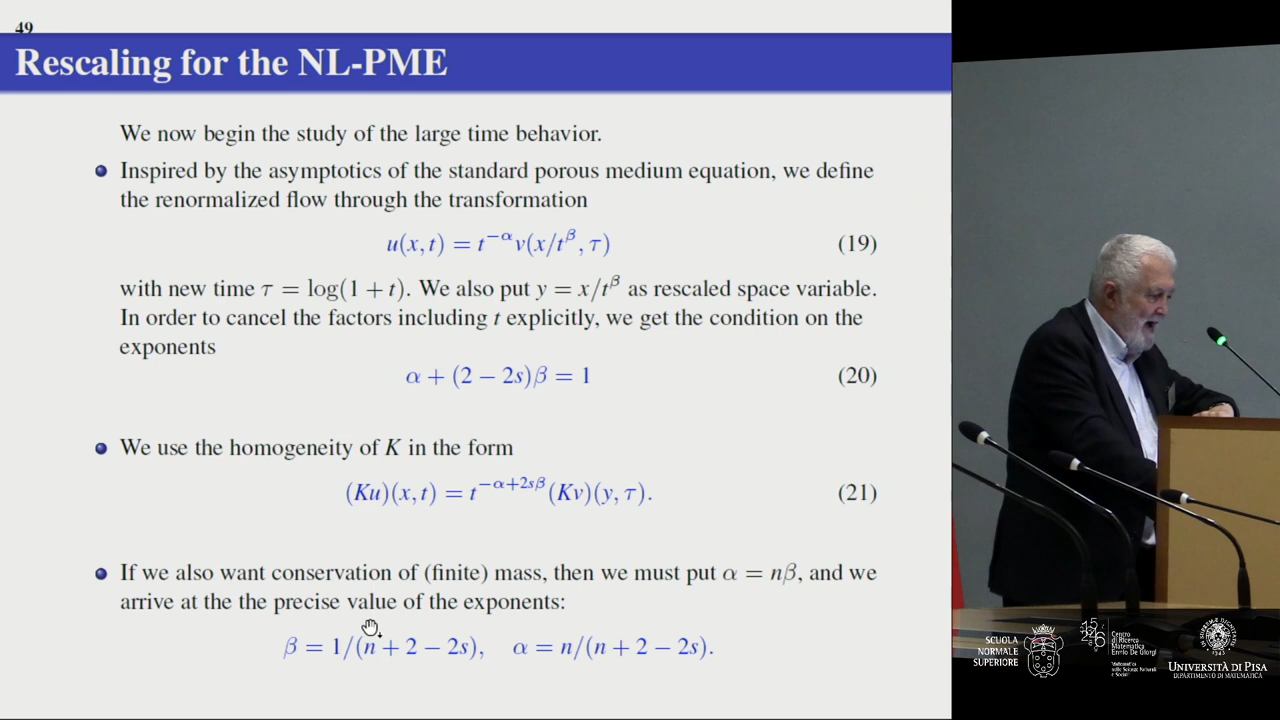 49
Rescaling for the NL-PME
We now begin the study of the large time behavior.
Inspired by the asymptotics of the standard porous medium equation, we define
the renormalized flow through the transformation
u(x, t) = t^{−α}v(x/t^β, τ) (19)
with new time τ = log(1 + t). We also put y = x/t^β as rescaled space variable.
In order to cancel the factors including t explicitly, we get the condition on the
exponents
α + (2 − 2s)β = 1 (20)
We use the homogeneity of K in the form
(Ku)(x, t) = t^{−α+2sβ}(Kv)(y, τ). (21)
If we also want conservation of (finite) mass, then we must put α = nβ, and we
arrive at the the precise value of the exponents:
β = 1/(n + 2 − 2s), α = n/(n + 2 − 2s).
SCUOLA
NORMALE
SUPERIORE
Centro
di Ricerca
Matematica
Ennio De Giorgi
UNIVERSITÀ DI PISA
DIPARTIMENTO DI MATEMATICA